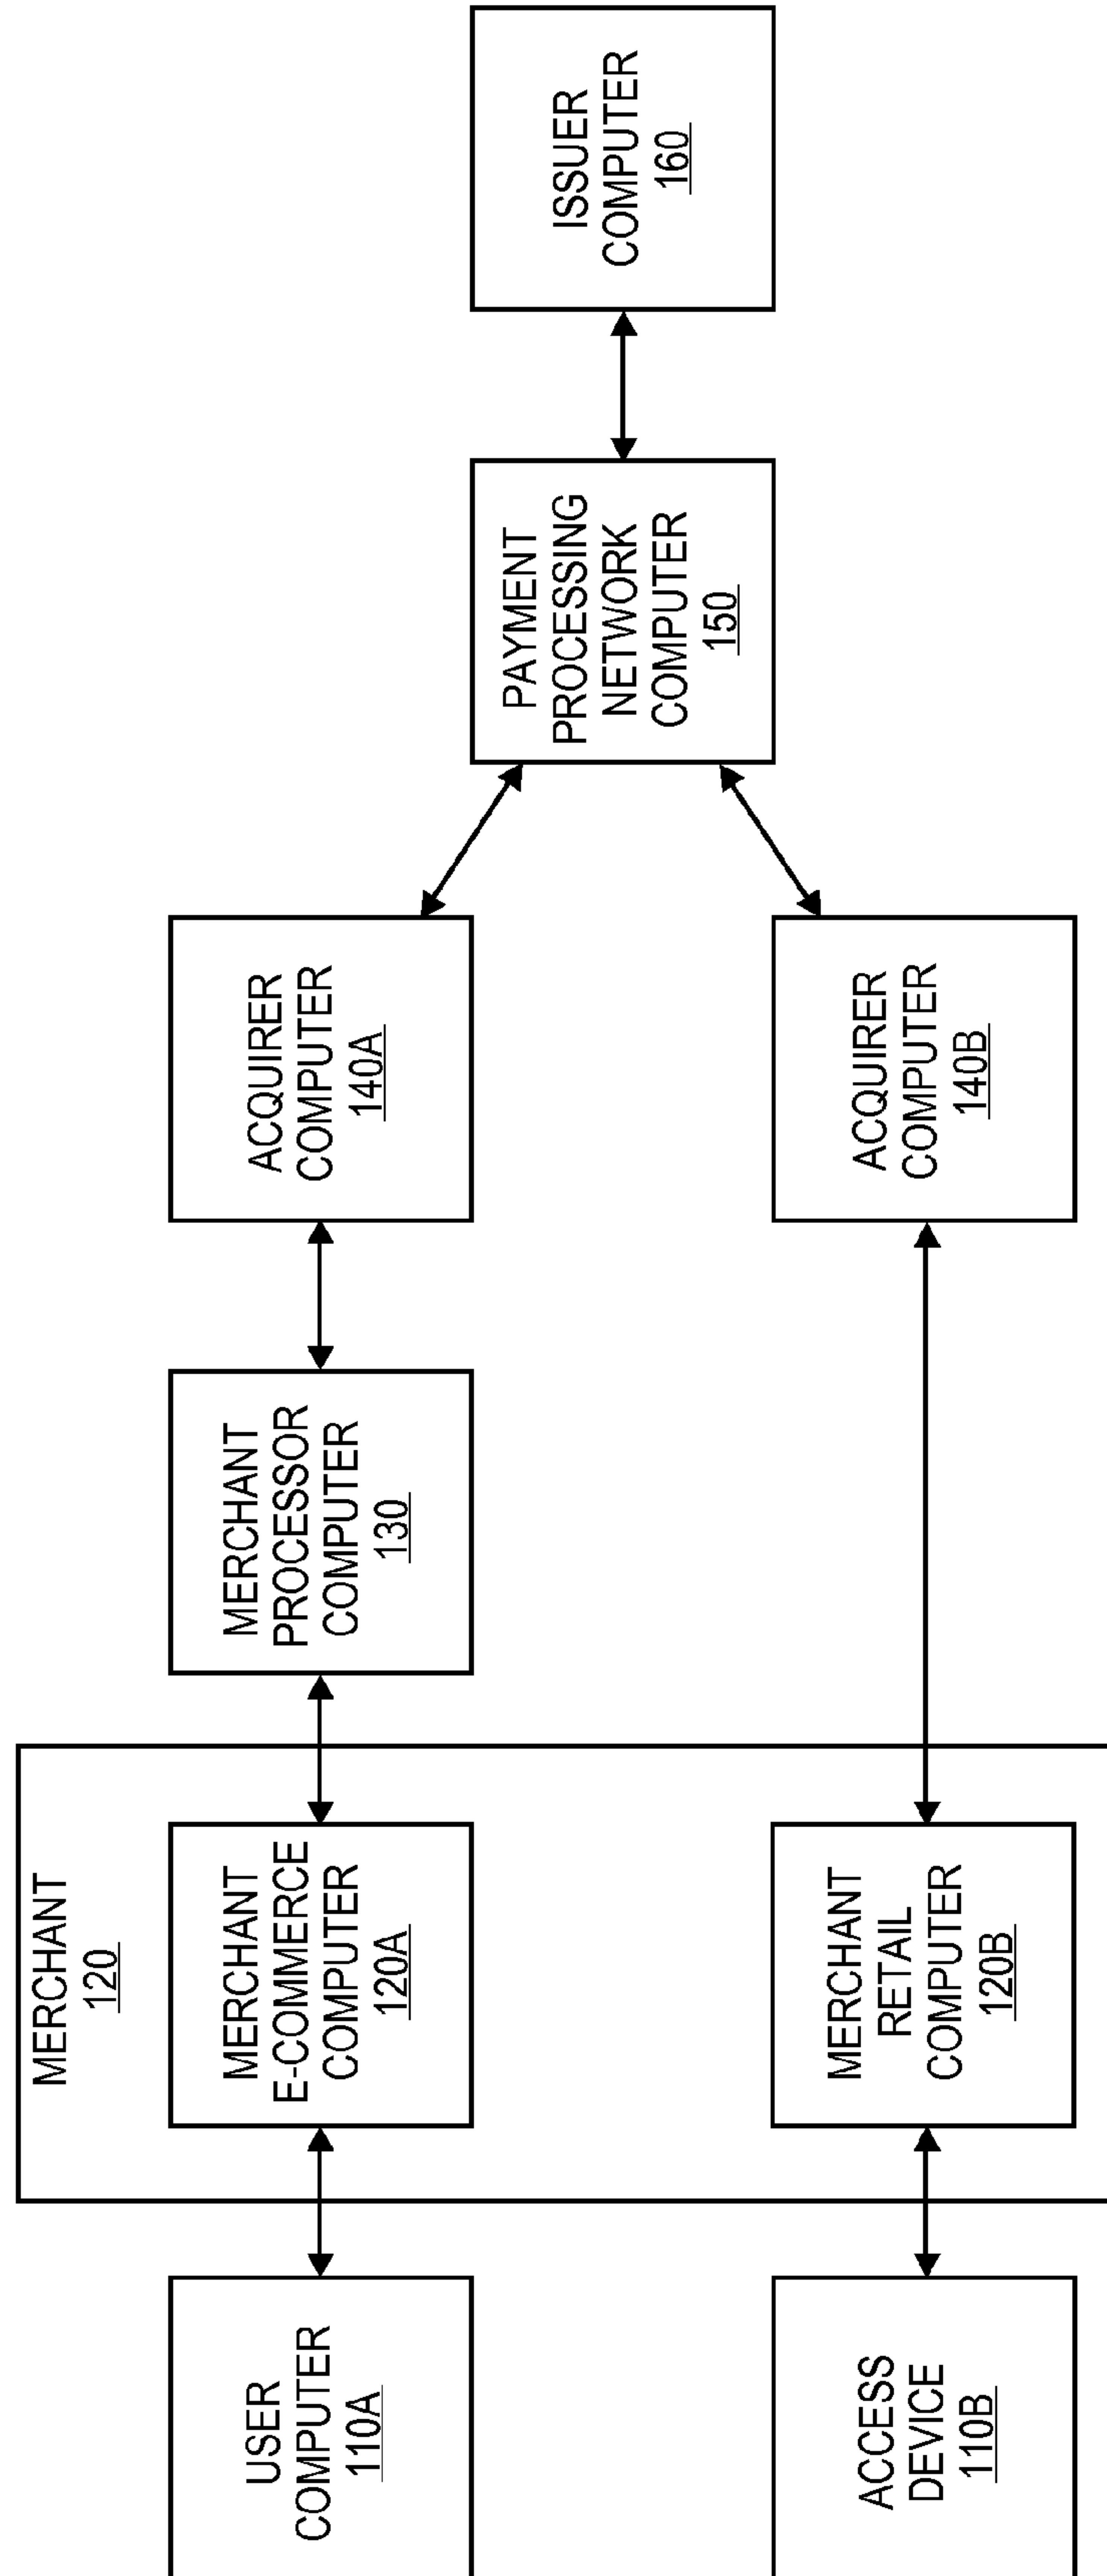 MERCHANT
120
USER
COMPUTER
110A
MERCHANT
E-COMMERCE
COMPUTER
120A
MERCHANT
PROCESSOR
COMPUTER
130
ACQUIRER
COMPUTER
140A
PAYMENT
PROCESSING
NETWORK
COMPUTER
150
ISSUER
COMPUTER
160
ACCESS
DEVICE
110B
MERCHANT
RETAIL
COMPUTER
120B
ACQUIRER
COMPUTER
140B